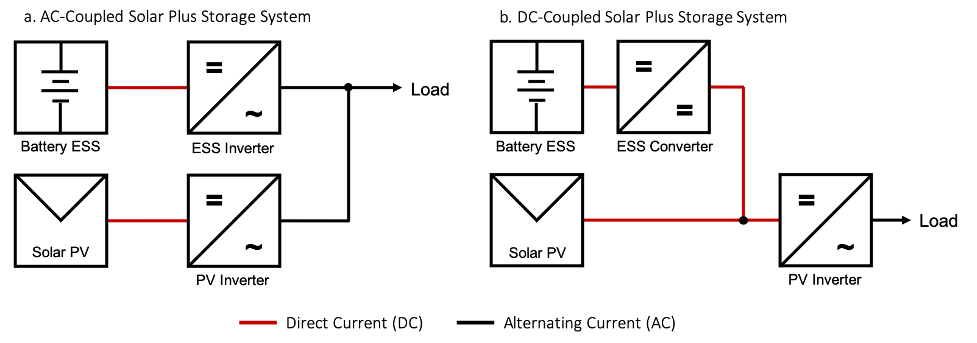 a. AC-Coupled Solar Plus Storage System
b. DC-Coupled Solar Plus Storage System
Load
Battery ESS
ESS Inverter
Solar PV
PV Inverter
Battery ESS
ESS Converter
Load
Solar PV
PV Inverter
Direct Current (DC)
Alternating Current (AC)